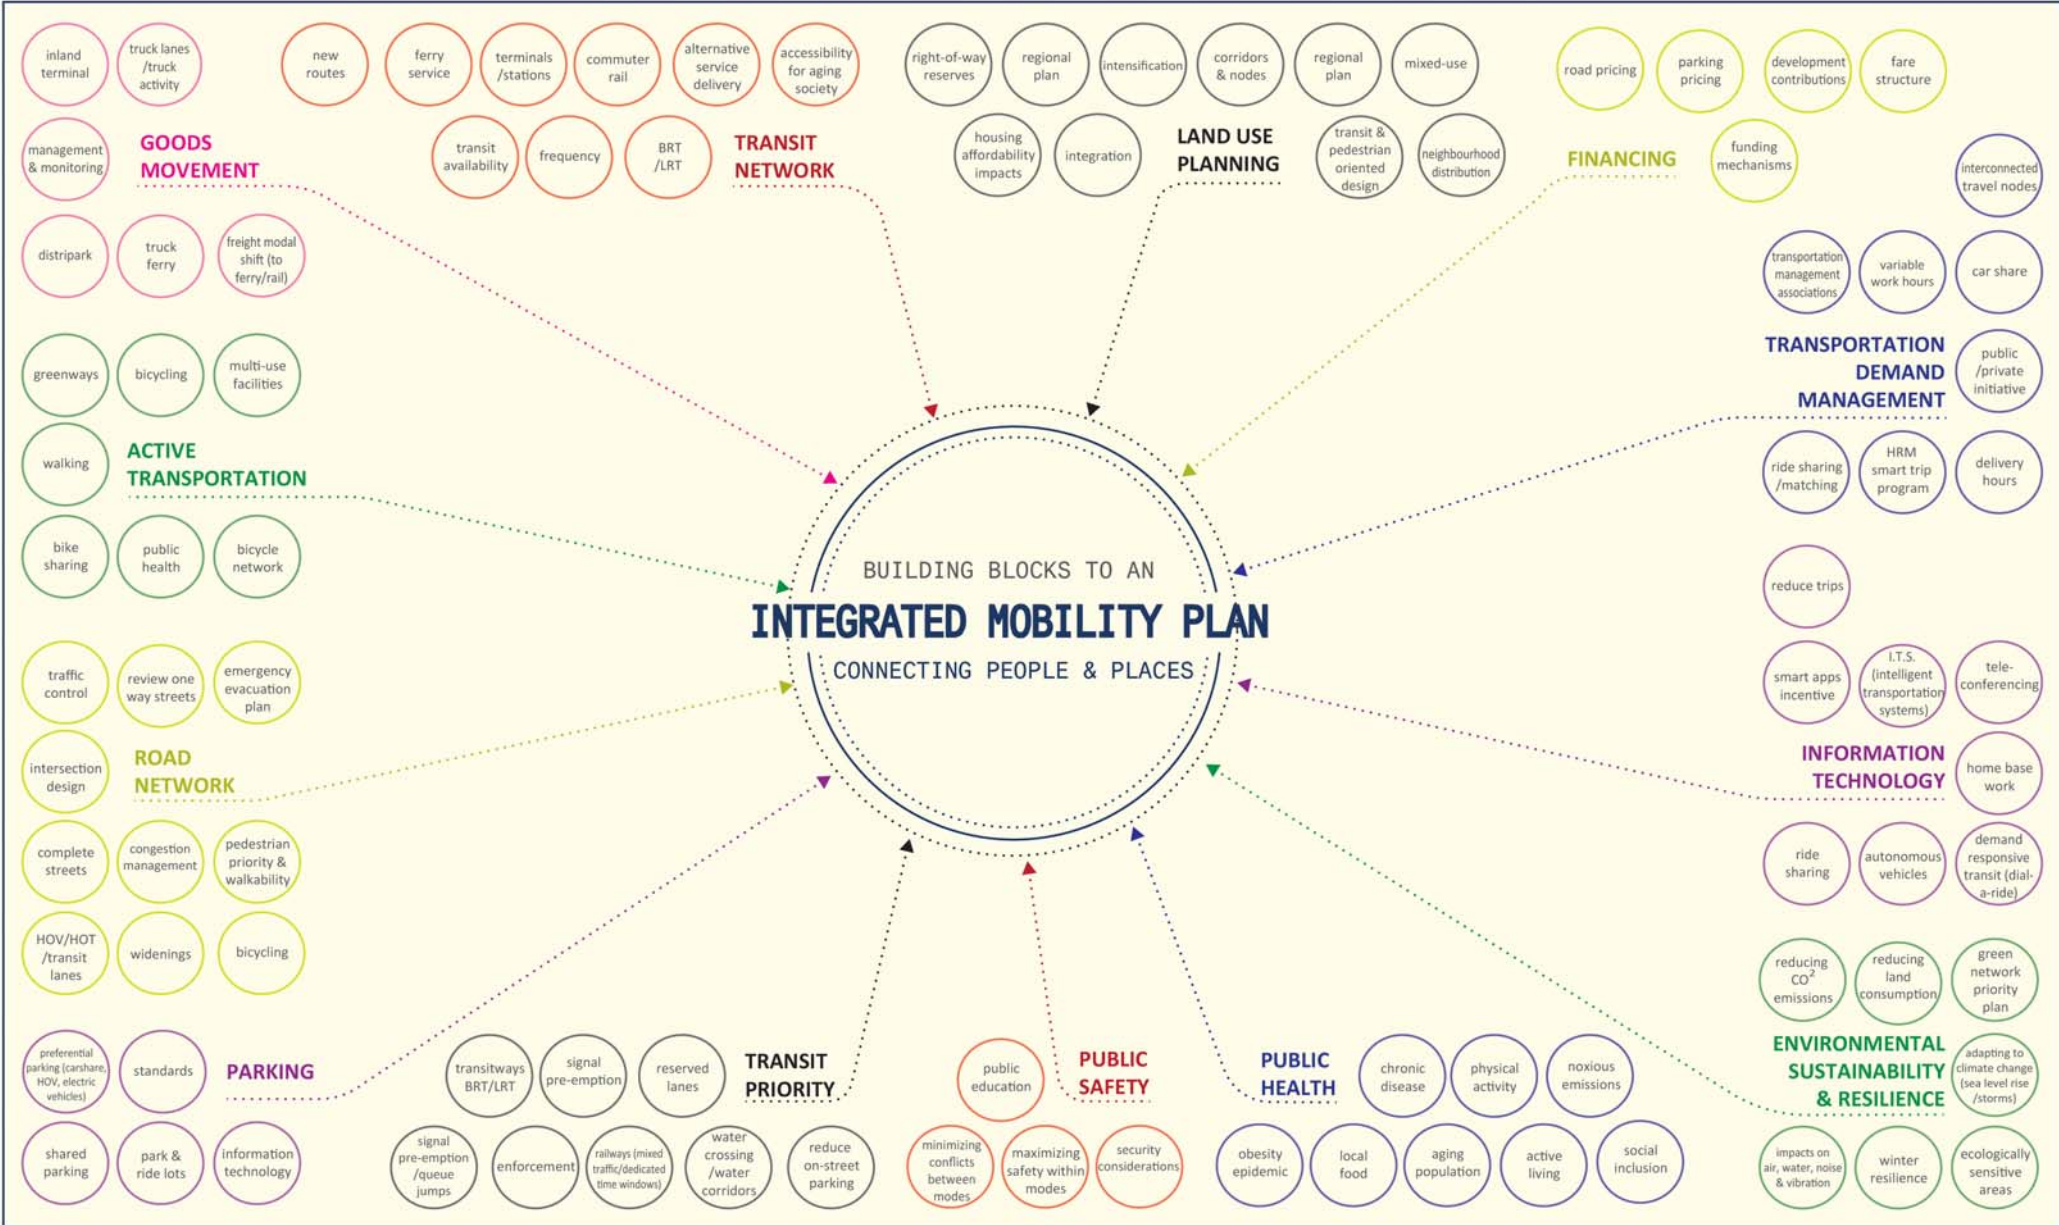 inland
terminal
truck lanes
/truck
activity
management
& monitoring
GOODS
MOVEMENT
distripark
truck
ferry
freight modal
shift (to
ferry/rail)
new
routes
ferry
service
terminals
/stations
commuter
rail
alternative
service
delivery
accessibility
for aging
society
transit
availability
frequency
BRT
/LRT
TRANSIT
NETWORK
right-of-way
reserves
regional
plan
intensification
corridors
& nodes
regional
plan
mixed-use
housing
affordability
impacts
integration
LAND USE
PLANNING
transit &
pedestrian
oriented
design
neighbourhood
distribution
road pricing
parking
pricing
development
contributions
fare
structure
FINANCING
funding
mechanisms
interconnected
travel nodes
transportation
management
associations
variable
work hours
car share
TRANSPORTATION
DEMAND
MANAGEMENT
public
/private
initiative
ride sharing
/matching
HRM
smart trip
program
delivery
hours
greenways
bicycling
multi-use
facilities
walking
ACTIVE
TRANSPORTATION
bike
sharing
public
health
bicycle
network
BUILDING BLOCKS TO AN
INTEGRATED MOBILITY PLAN
CONNECTING PEOPLE & PLACES
reduce trips
smart apps
incentive
I.T.S.
(intelligent
transportation
systems)
tele-
conferencing
INFORMATION
TECHNOLOGY
home base
work
ride
sharing
autonomous
vehicles
demand
responsive
transit (dial-
a-ride)
traffic
control
review one
way streets
emergency
evacuation
plan
intersection
design
ROAD
NETWORK
complete
streets
congestion
management
pedestrian
priority &
walkability
HOV/HOT
/transit
lanes
widenings
bicycling
preferential
parking (carshare,
HOV, electric
vehicles)
standards
PARKING
shared
parking
park &
ride lots
information
technology
transitways
BRT/LRT
signal
pre-emption
reserved
lanes
TRANSIT
PRIORITY
signal
pre-emption
/queue
jumps
enforcement
railways (mixed
traffic/dedicated
time windows)
water
crossing
/water
corridors
reduce
on-street
parking
public
education
PUBLIC
SAFETY
minimizing
conflicts
between
modes
maximizing
safety within
modes
security
considerations
PUBLIC
HEALTH
chronic
disease
physical
activity
noxious
emissions
obesity
epidemic
local
food
aging
population
active
living
social
inclusion
reducing
CO²
emissions
reducing
land
consumption
green
network
priority
plan
ENVIRONMENTAL
SUSTAINABILITY
& RESILIENCE
adapting to
climate change
(sea level rise
/storms)
impacts on
air, water, noise
& vibration
winter
resilience
ecologically
sensitive
areas